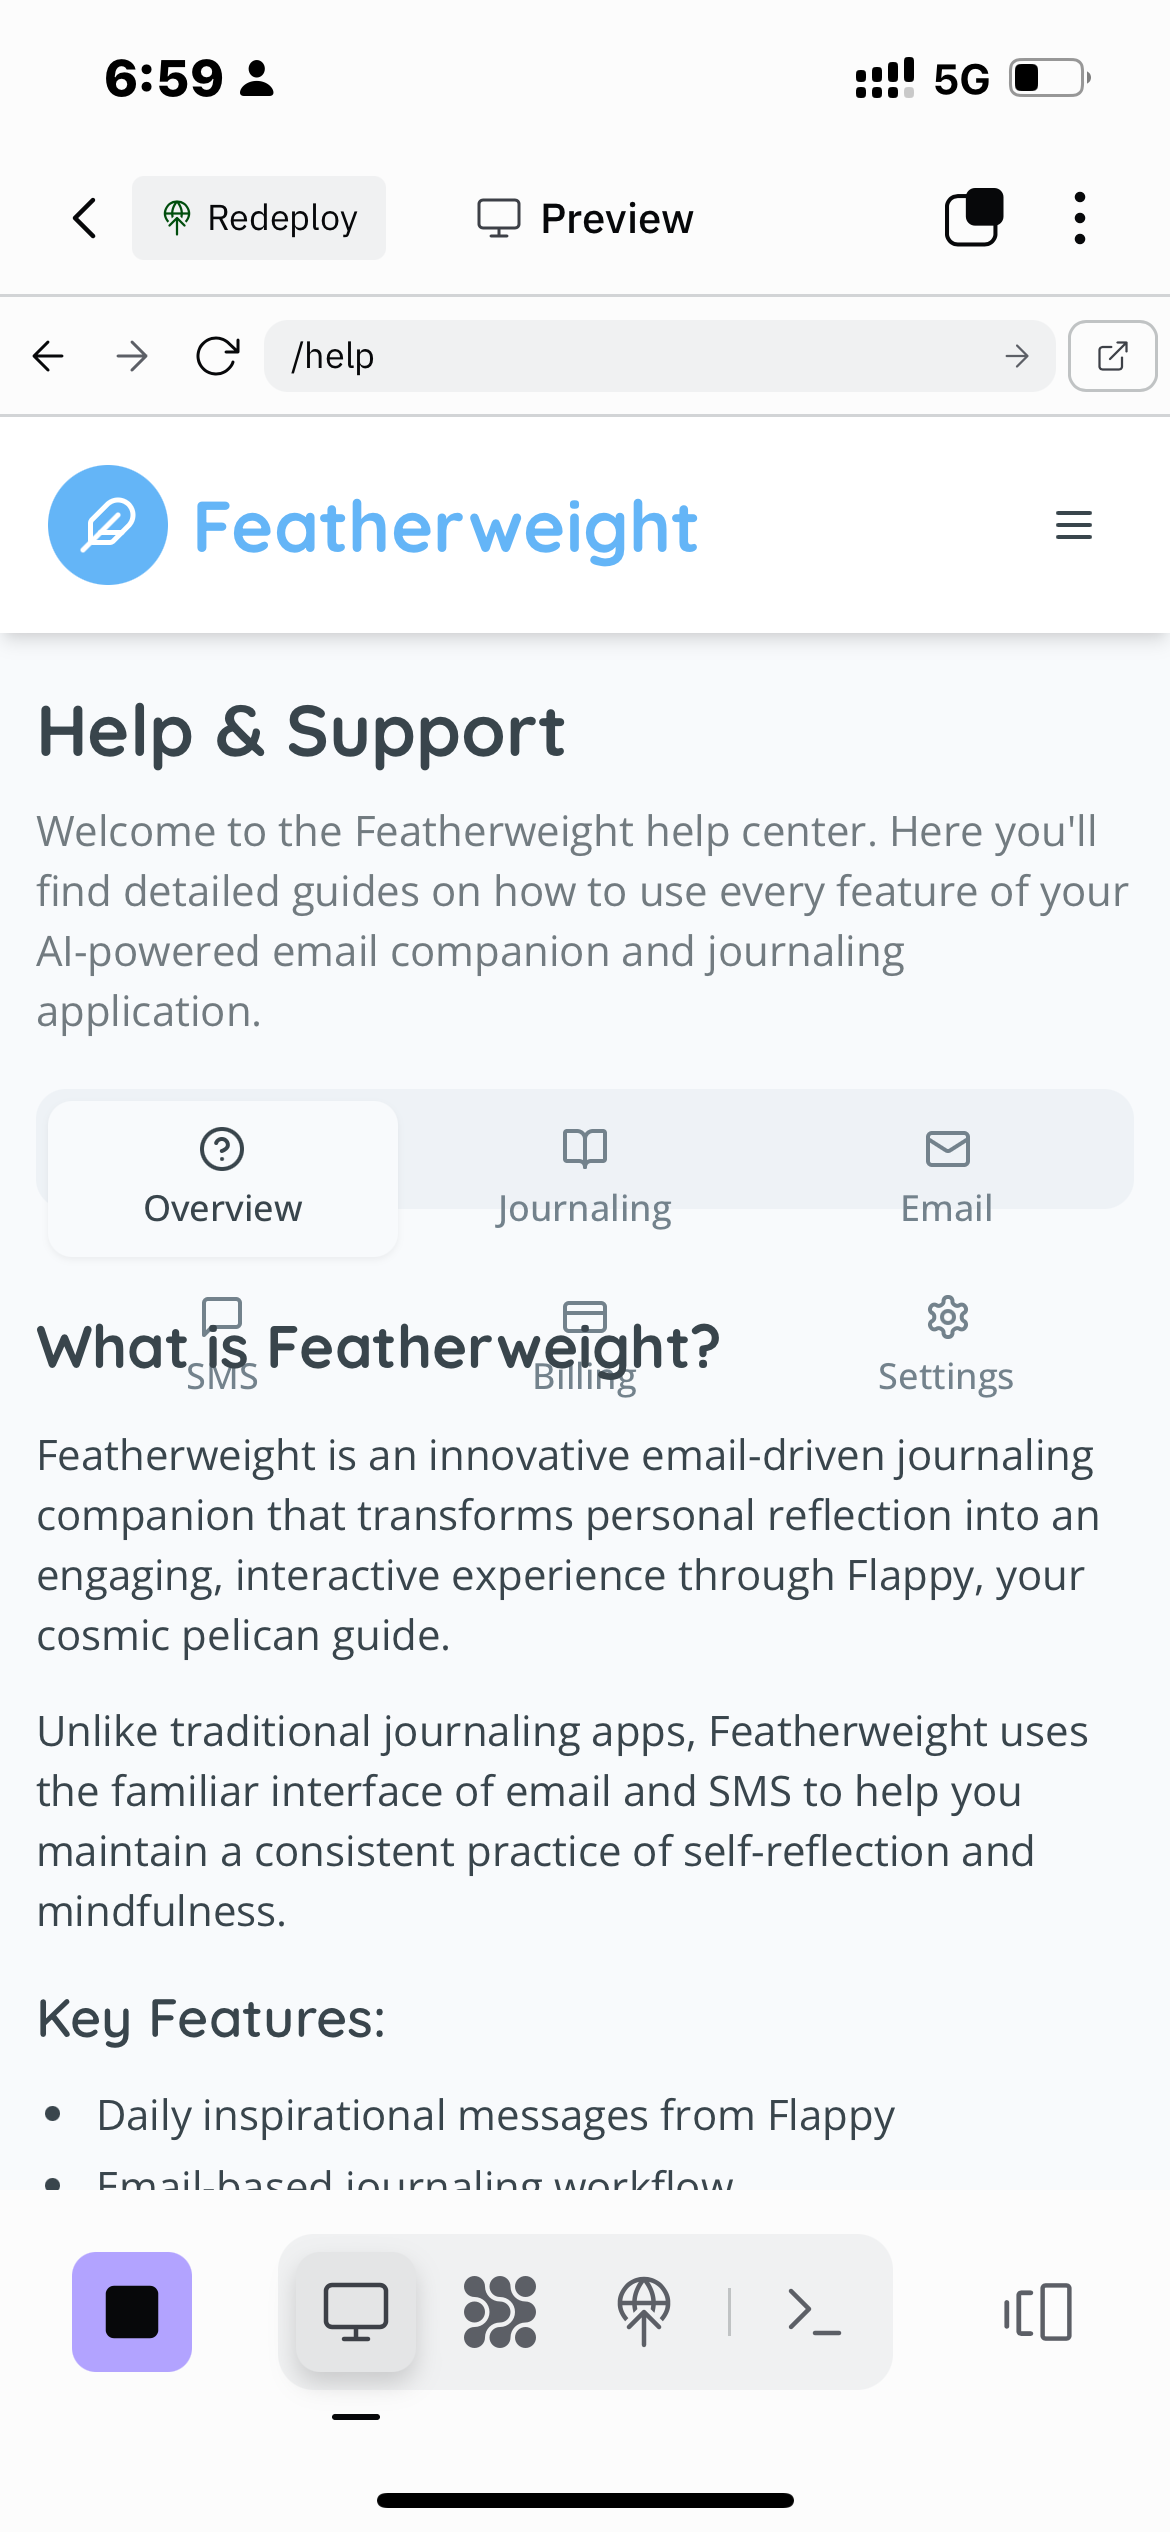 6:59
5G
Redeploy
Preview
/help
Featherweight
Help & Support
Welcome to the Featherweight help center. Here you'll
find detailed guides on how to use every feature of your
AI-powered email companion and journaling
application.
Overview
Journaling
Email
SMS
Billing
Settings
What is Featherweight?
Featherweight is an innovative email-driven journaling
companion that transforms personal reflection into an
engaging, interactive experience through Flappy, your
cosmic pelican guide.
Unlike traditional journaling apps, Featherweight uses
the familiar interface of email and SMS to help you
maintain a consistent practice of self-reflection and
mindfulness.
Key Features:
• Daily inspirational messages from Flappy
• Email-based journaling workflow